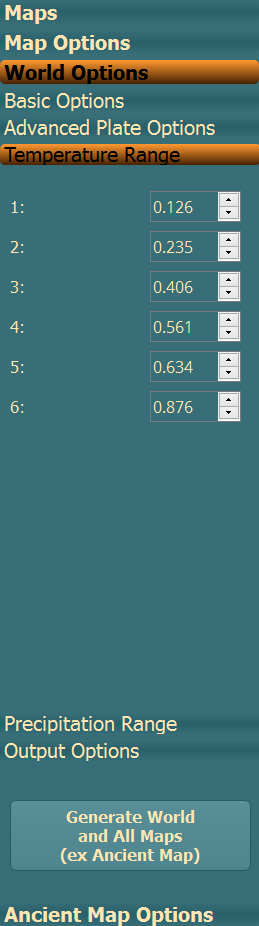 Maps
Map Options
World Options
Basic Options
Advanced Plate Options
Temperature Range
1: 0.126
2: 0.235
3: 0.406
4: 0.561
5: 0.634
6: 0.876
Precipitation Range
Output Options
Generate World
and All Maps
(ex Ancient Map)
Ancient Map Options